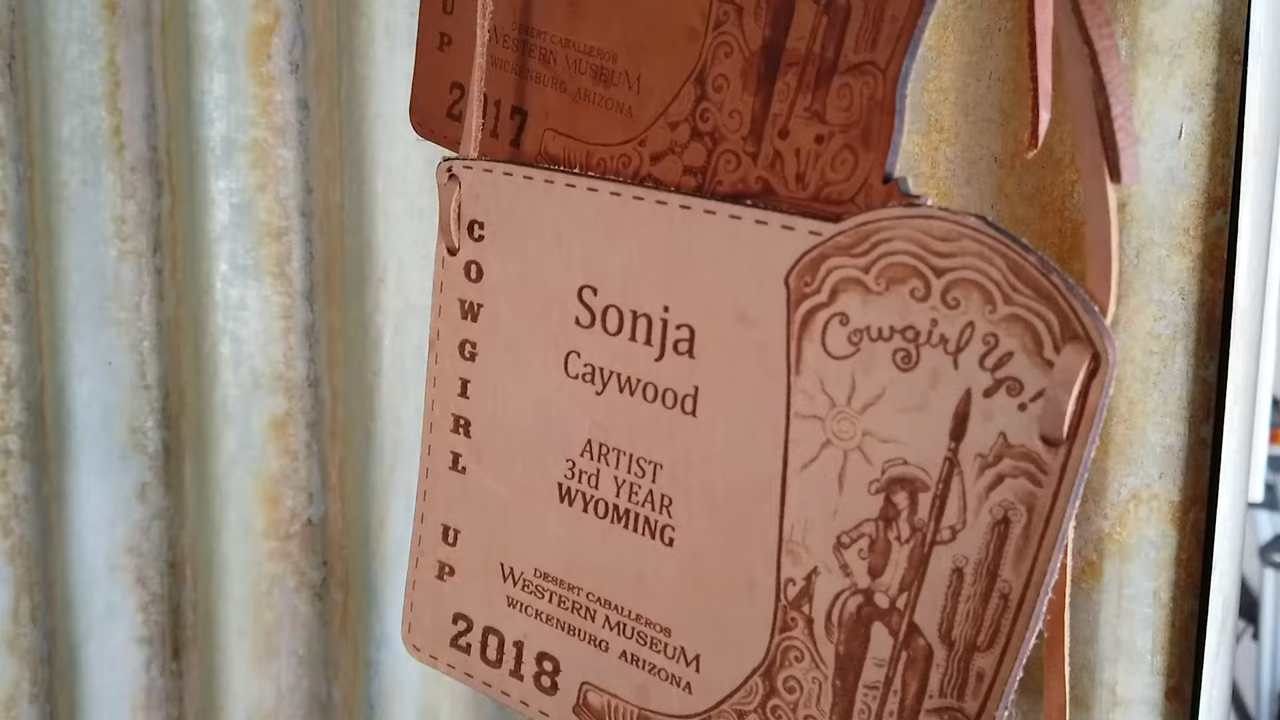 U
P
DESERT CABALLEROS
WESTERN MUSEUM
WICKENBURG ARIZONA
2017
COWGIRL UP
Sonja
Caywood
ARTIST
3rd YEAR
WYOMING
DESERT CABALLEROS
WESTERN MUSEUM
WICKENBURG ARIZONA
2018
Cowgirl Up!